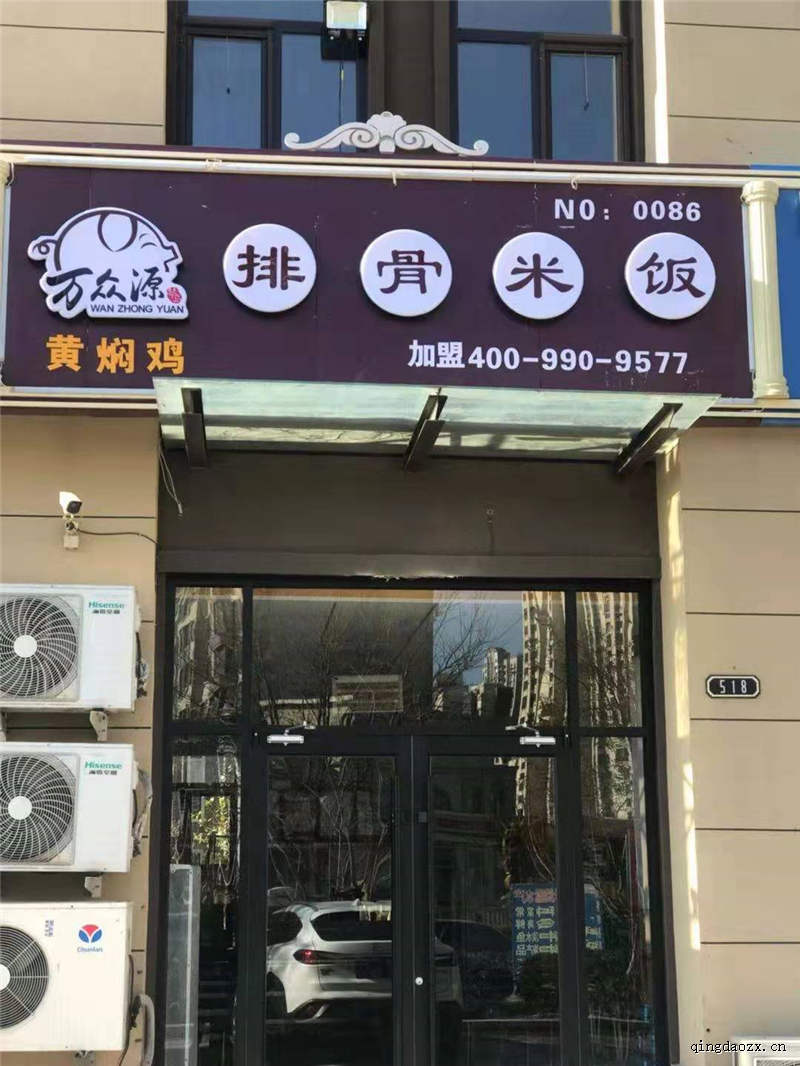 NO：0086
万众源
WAN ZHONG YUAN
排骨米饭
黄焖鸡
加盟400-990-9577
Hisense
海信空调
518
Hisense
海信空调
Chunlan
qingdaozx.cn